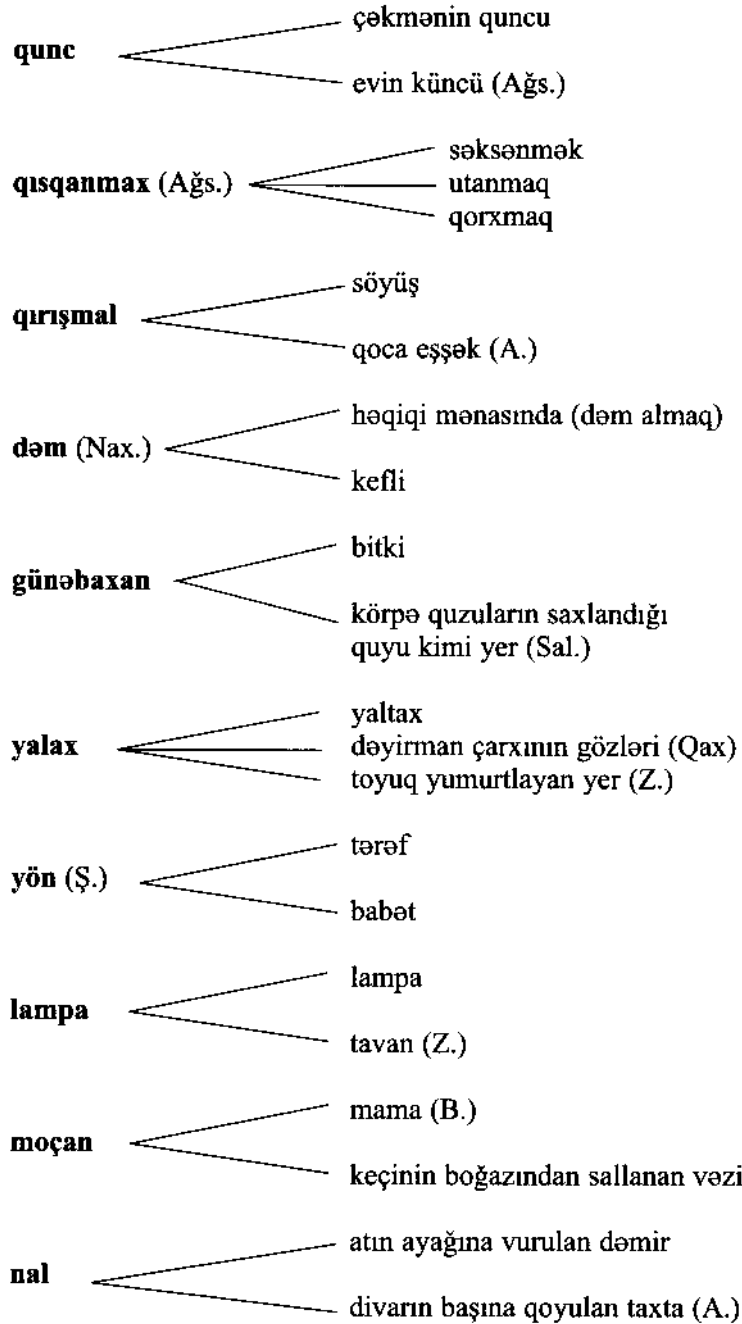 çəkmənin quncu
qunc
evin küncü (Ağs.)
səksənmək
qısqanmax (Ağs.)
utanmaq
qorxmaq
söyüş
qırışmal
qoca eşşək (A.)
həqiqi mənasında (dəm almaq)
dəm (Nax.)
kefli
bitki
günəbaxan
körpə quzuların saxlandığı
quyu kimi yer (Sal.)
yaltax
yalax
dəyirman çarxının gözləri (Qax)
toyuq yumurtlayan yer (Z.)
tərəf
yön (Ş.)
babət
lampa
lampa
tavan (Z.)
mama (B.)
moçan
keçinin boğazından sallanan vəzi
atın ayağına vurulan dəmir
nal
divarın başına qoyulan taxta (A.)